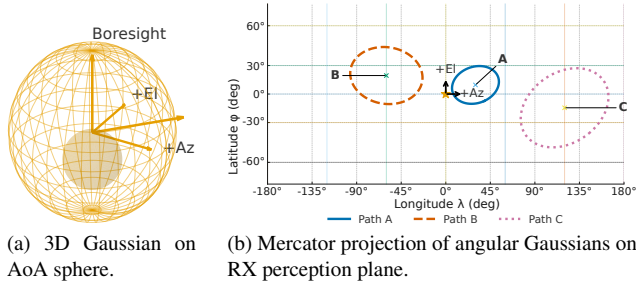 Boresight
+El
+Az
(a) 3D Gaussian on
AoA sphere.
Latitude φ (deg)
60°
30°
0°
-30°
-60°
B
A
C
+El
+Az
-180° -135° -90° -45° 0° 45° 90° 135° 180°
Longitude λ (deg)
Path A Path B Path C
(b) Mercator projection of angular Gaussians on
RX perception plane.